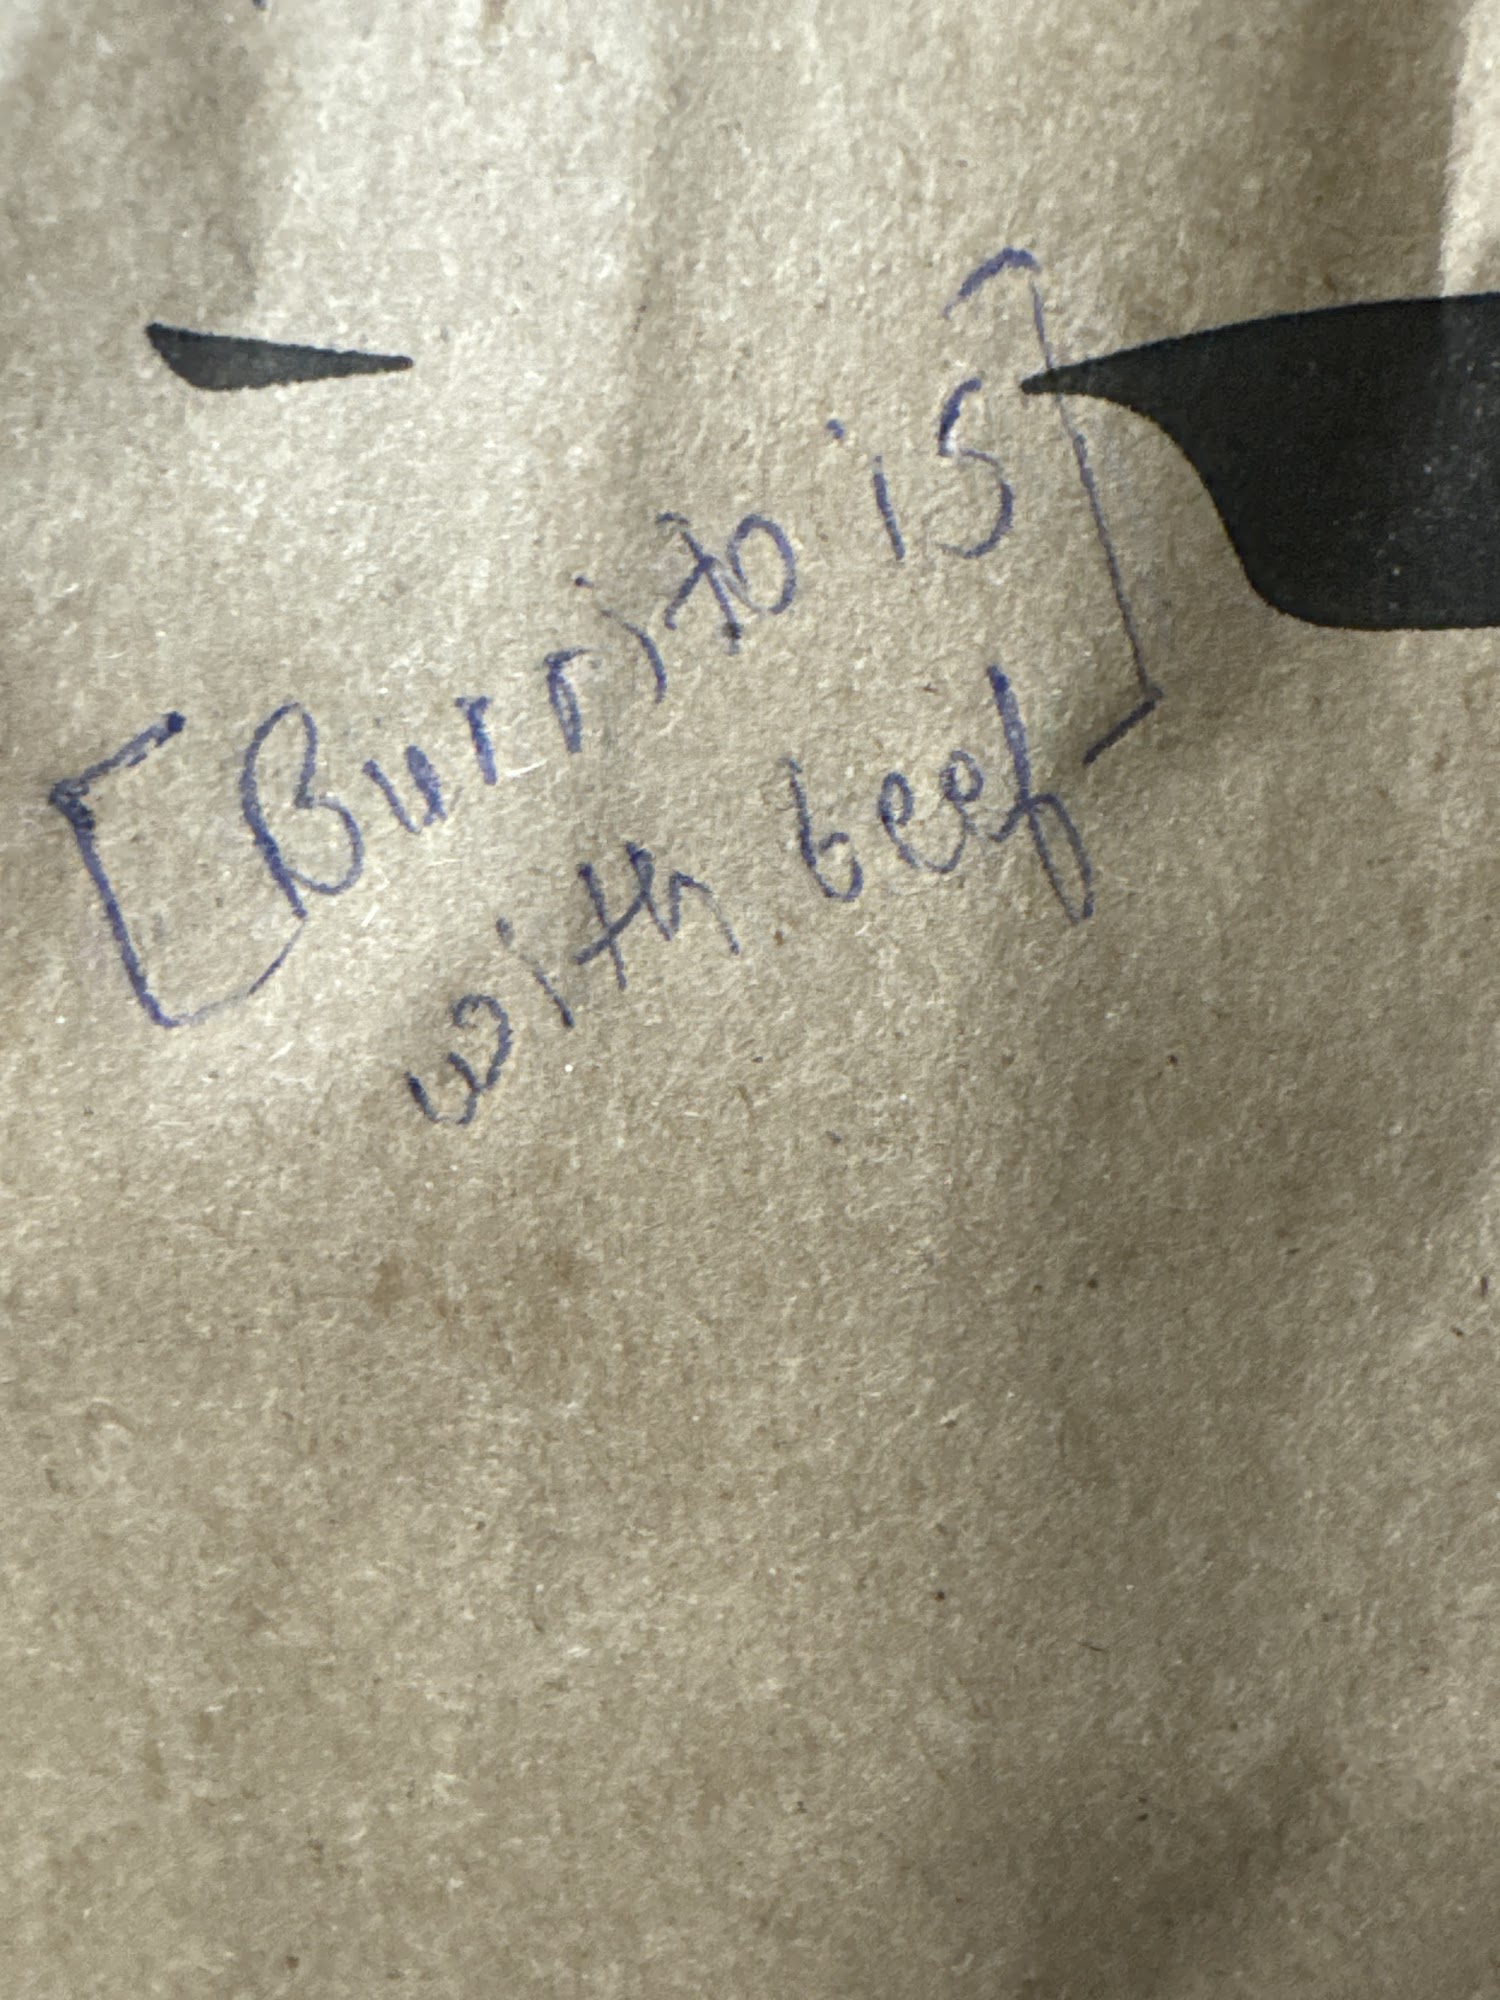 [Burrito is]
with beef